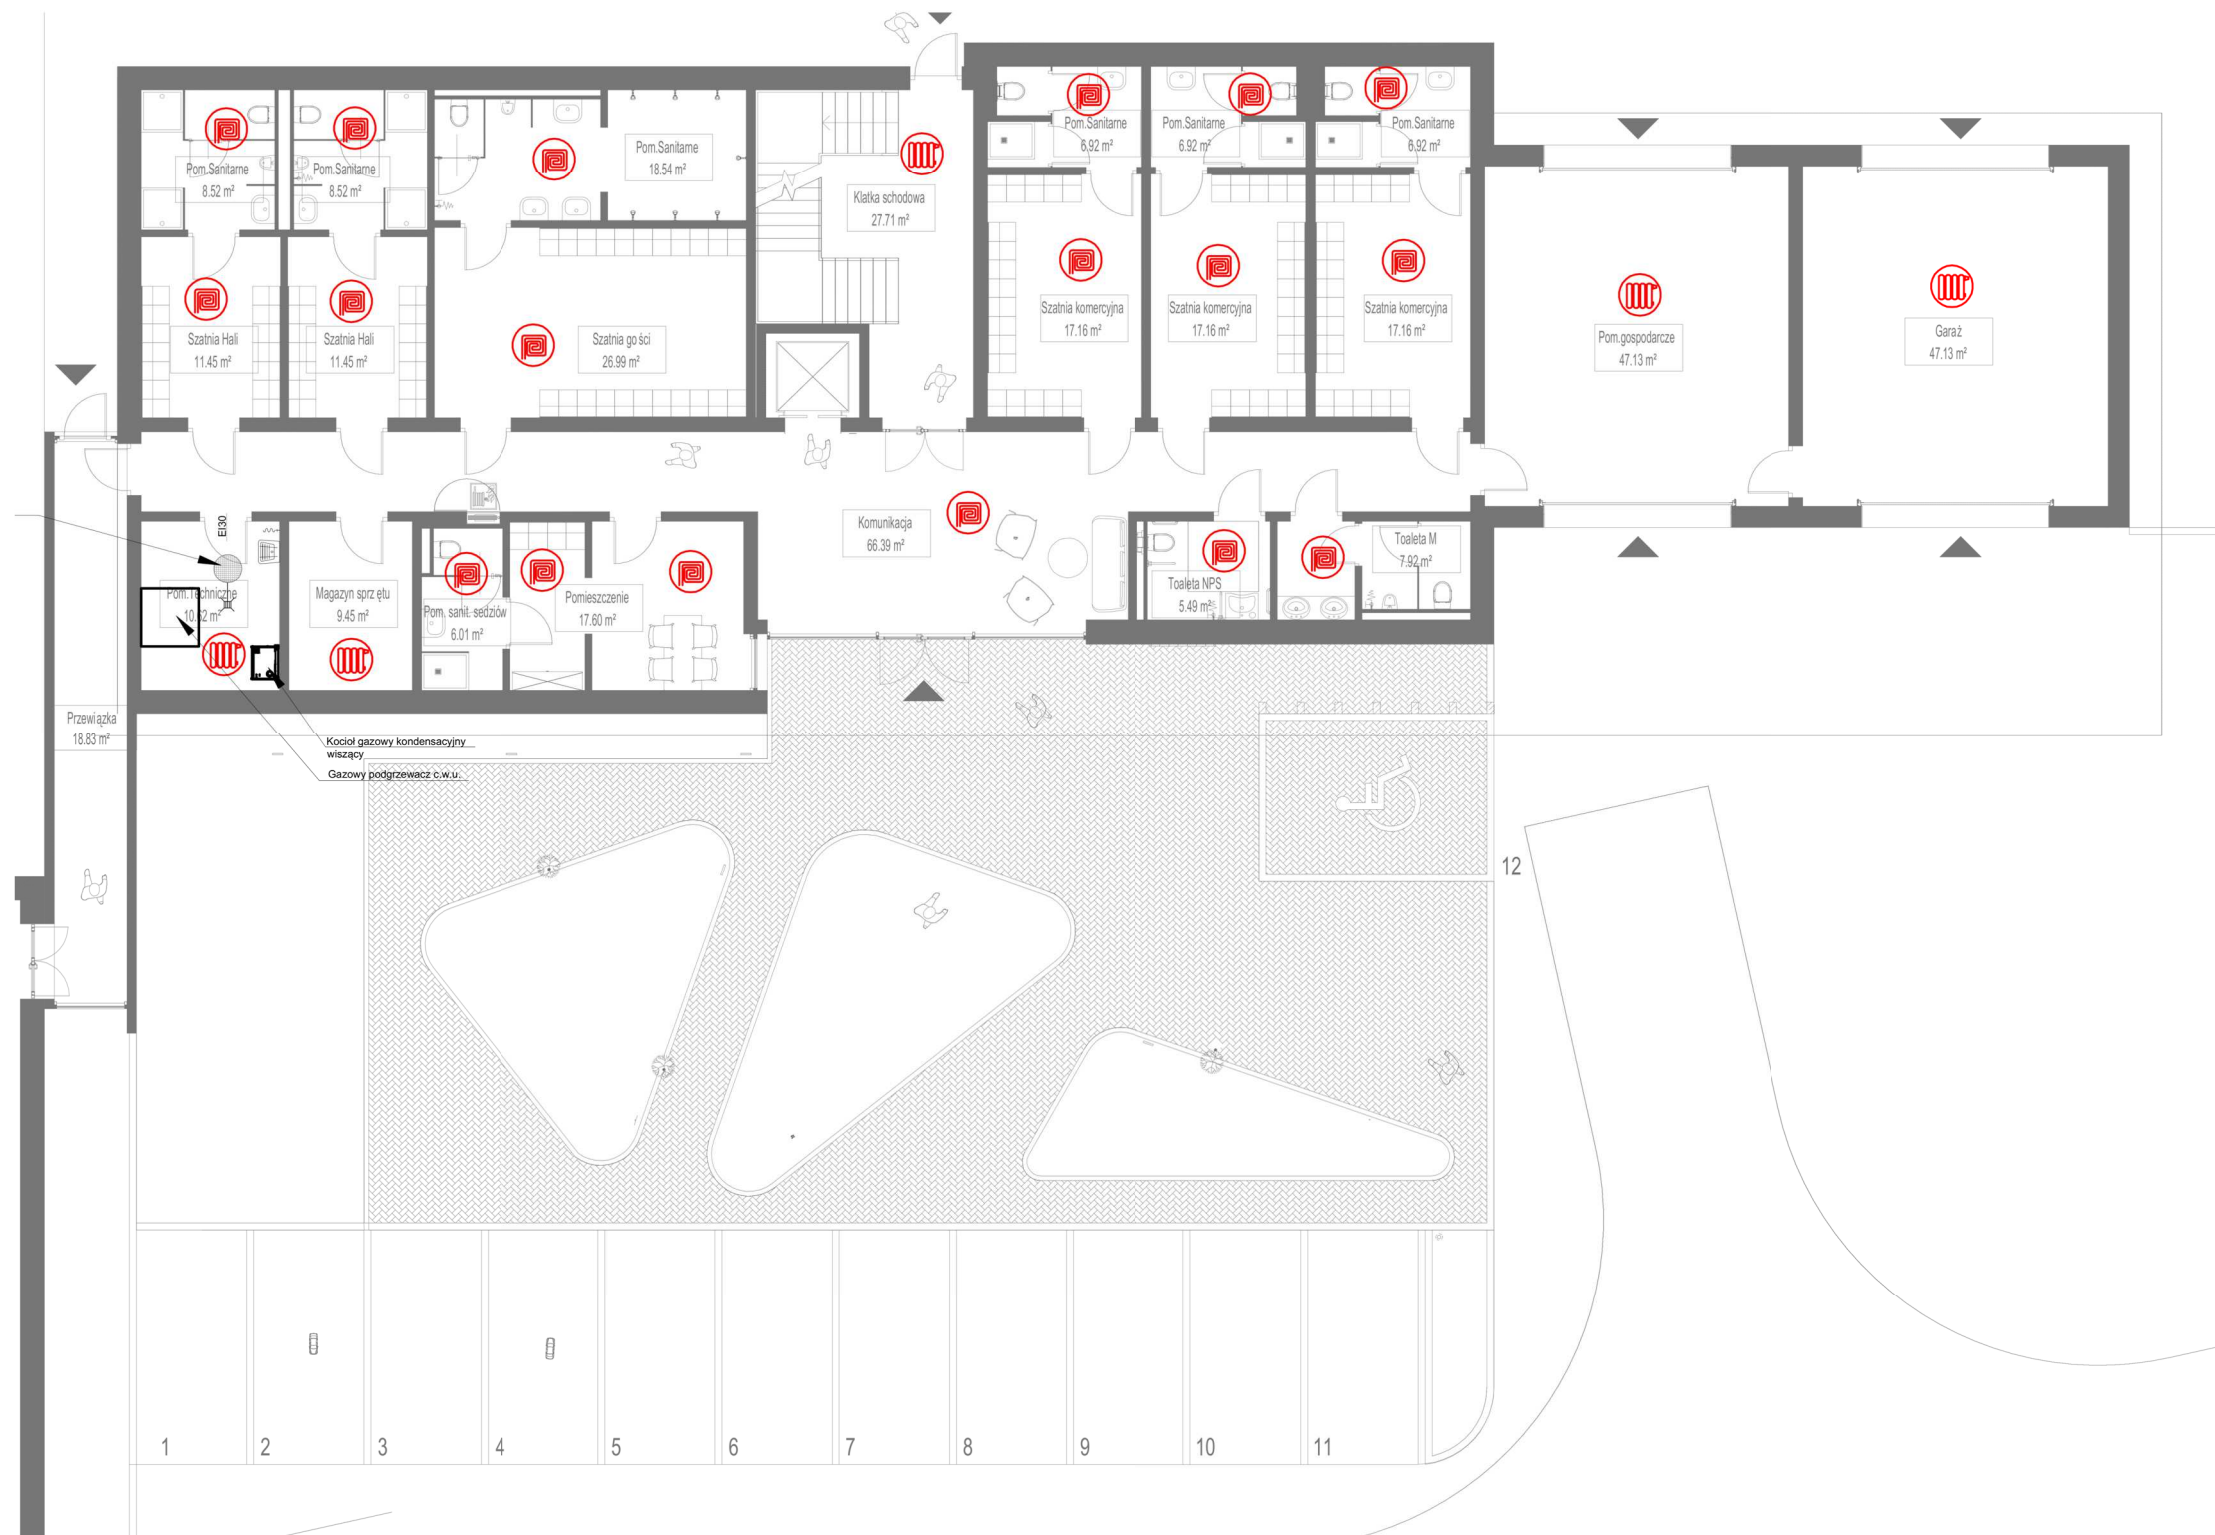 Pom.Sanitarne
8.52 m²
Pom.Sanitarne
8.52 m²
Pom.Sanitarne
18.54 m²
Klatka schodowa
27.71 m²
Pom.Sanitarne
6.92 m²
Pom.Sanitarne
6.92 m²
Pom.Sanitarne
6.92 m²
Szatnia Hali
11.45 m²
Szatnia Hali
11.45 m²
Szatnia go ści
26.99 m²
Szatnia komercyjna
17.16 m²
Szatnia komercyjna
17.16 m²
Szatnia komercyjna
17.16 m²
Pom.gospodarcze
47.13 m²
Garaż
47.13 m²
EI30
Komunikacja
66.39 m²
Toaleta M
7.92 m²
Toaleta NPS
5.49 m²
Pom.Techniczne
10.62 m²
Magazyn sprz ętu
9.45 m²
Pom. sanit. sedziów
6.01 m²
Pomieszczenie
17.60 m²
Przewiązka
18.83 m²
Kocioł gazowy kondensacyjny
wiszący
Gazowy podgrzewacz c.w.u.
12
1 2 3 4 5 6 7 8 9 10 11